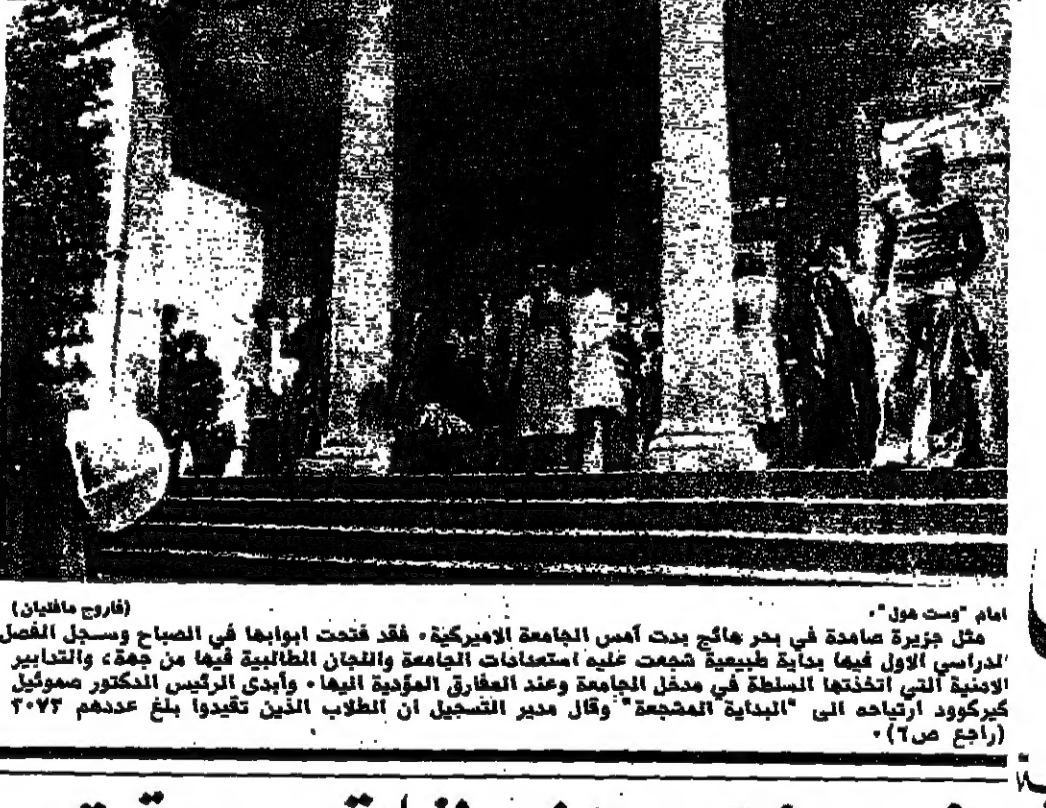 امام "وست هول".
(فاروج مافليان)
مثل جزيرة صامدة في بحر هائج بدت أمس الجامعة الاميركية. فقد فتحت ابوابها في الصباح وسجل الفصل
الدراسي الاول فيها بداية طبيعية شجعت عليه استعدادات الجامعة واللجان الطالبية فيها من جهة، والتدابير
الامنية التي اتخذتها السلطة في مدخل الجامعة وعند المفارق المؤدية اليها. وأبدى الرئيس الدكتور صموئيل
كيركوود ارتياحه الى "البداية المشجعة" وقال مدير التسجيل ان الطلاب الذين تقيدوا بلغ عددهم ٣٠٧٣
(راجع ص٦).